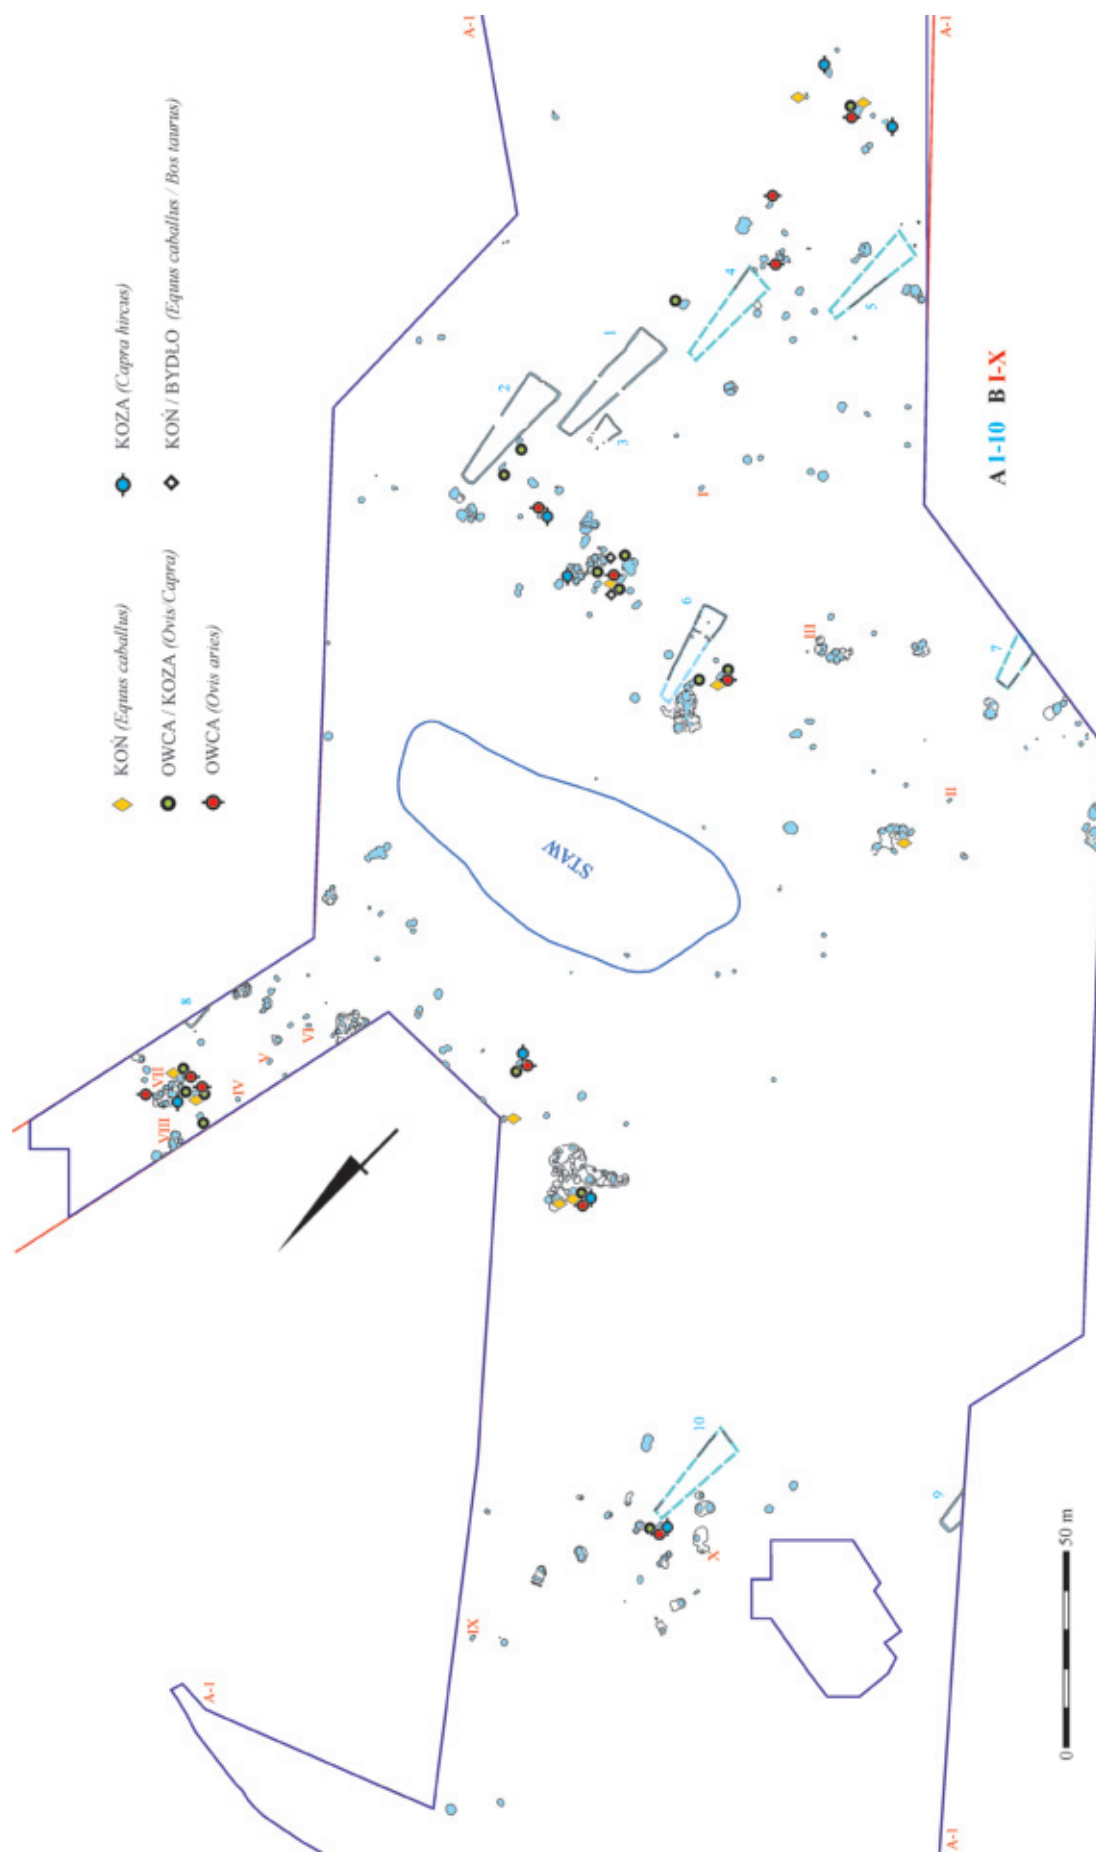 KOŃ (Equus caballus)
OWCA / KOZA (Ovis/Capra)
OWCA (Ovis aries)
KOZA (Capra hircus)
KOŃ / BYDŁO (Equus caballus / Bos taurus)
A-1
A-1
A-1
A-1
1
2
3
4
5
6
7
8
9
10
I
II
III
IV
V
VI
VII
VIII
IX
X
STAW
A 1-10 B I-X
0 50 m